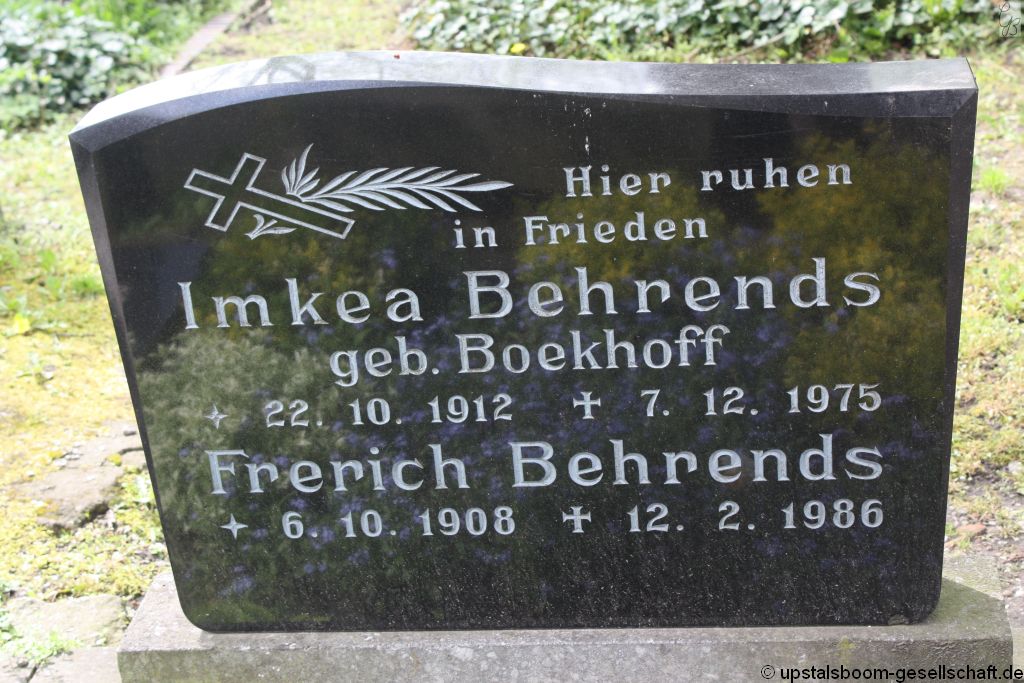 Hier ruhen
in Frieden
Imkea Behrends
geb. Boekhoff
22. 10. 1912 ✝ 7. 12. 1975
Frerich Behrends
6. 10. 1908 ✝ 12. 2. 1986
© upstalsboom-gesellschaft.de